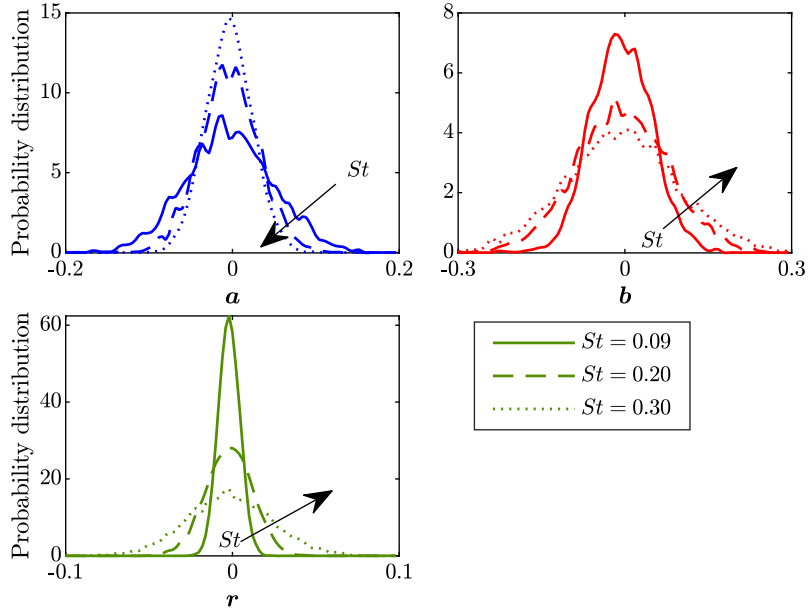 Probability distribution
15
10
5
0
-0.2
0
0.2
a
St
8
6
4
2
0
-0.3
0
0.3
b
St
Probability distribution
60
40
20
0
-0.1
0
0.1
r
St
St = 0.09
St = 0.20
St = 0.30